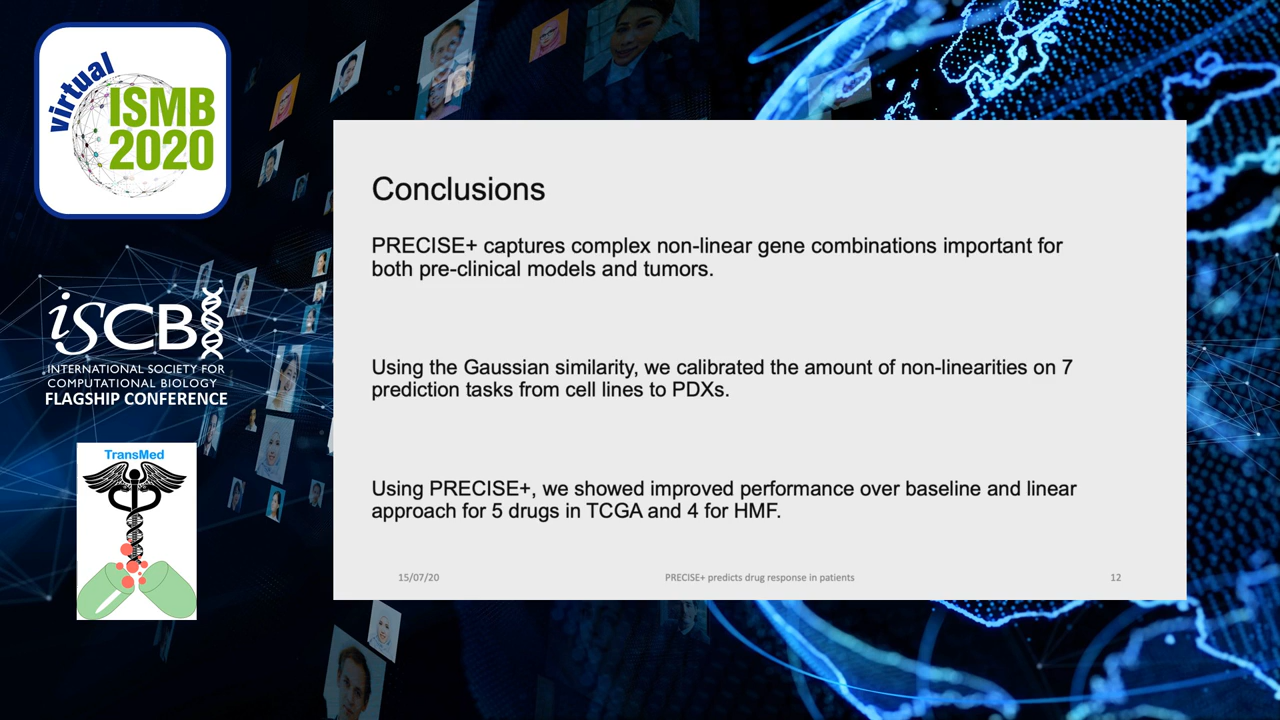 virtual
ISMB
2020
iSCB
INTERNATIONAL SOCIETY FOR
COMPUTATIONAL BIOLOGY
FLAGSHIP CONFERENCE
TransMed
Conclusions
PRECISE+ captures complex non-linear gene combinations important for
both pre-clinical models and tumors.
Using the Gaussian similarity, we calibrated the amount of non-linearities on 7
prediction tasks from cell lines to PDXs.
Using PRECISE+, we showed improved performance over baseline and linear
approach for 5 drugs in TCGA and 4 for HMF.
15/07/20
PRECISE+ predicts drug response in patients
12